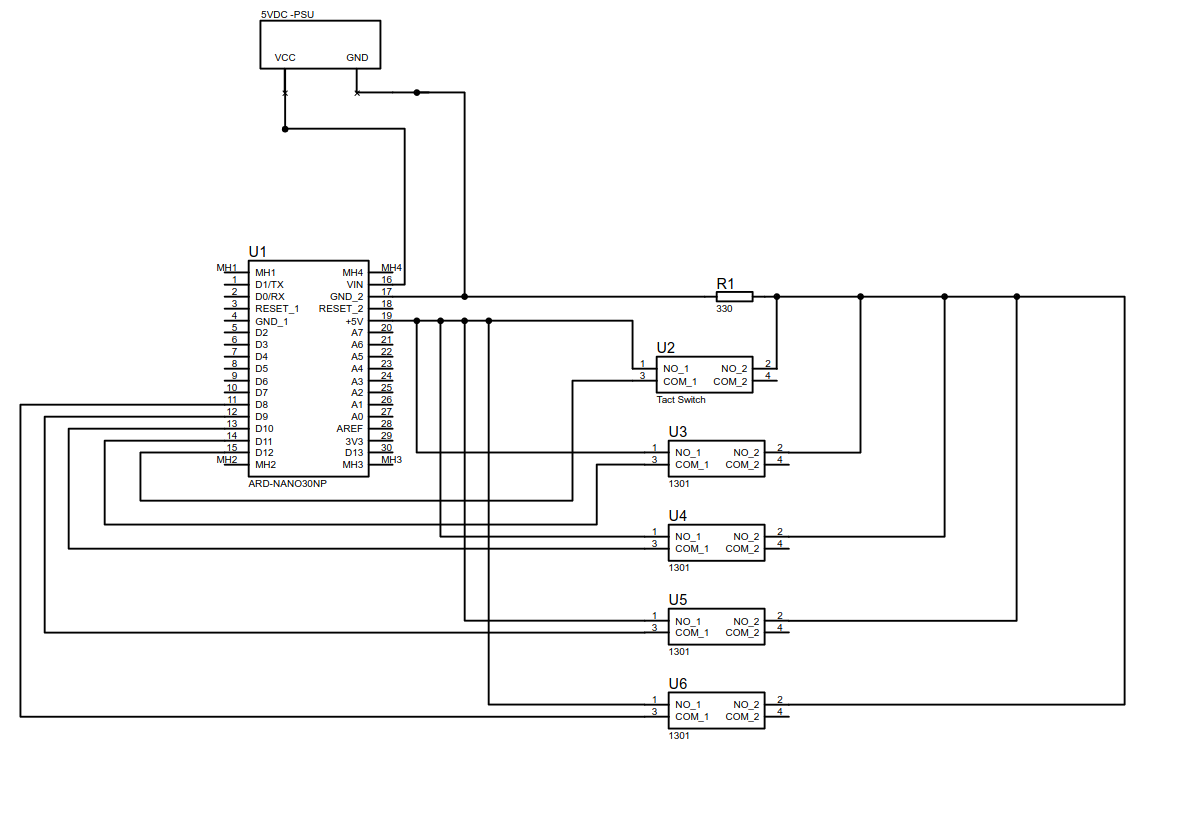 5VDC -PSU
VCC GND
U1
MH1 MH1 MH4 MH4
1 D1/TX VIN 16
2 D0/RX GND_2 17
3 RESET_1 RESET_2 18
4 GND_1 +5V 19
5 D2 A7 20
6 D3 A6 21
7 D4 A5 22
8 D5 A4 23
9 D6 A3 24
10 D7 A2 25
11 D8 A1 26
12 D9 A0 27
13 D10 AREF 28
14 D11 3V3 29
15 D12 D13 30
MH2 MH2 MH3 MH3
ARD-NANO30NP
R1
330
U2
1 NO_1 NO_2 2
3 COM_1 COM_2 4
Tact Switch
U3
1 NO_1 NO_2 2
3 COM_1 COM_2 4
1301
U4
1 NO_1 NO_2 2
3 COM_1 COM_2 4
1301
U5
1 NO_1 NO_2 2
3 COM_1 COM_2 4
1301
U6
1 NO_1 NO_2 2
3 COM_1 COM_2 4
1301